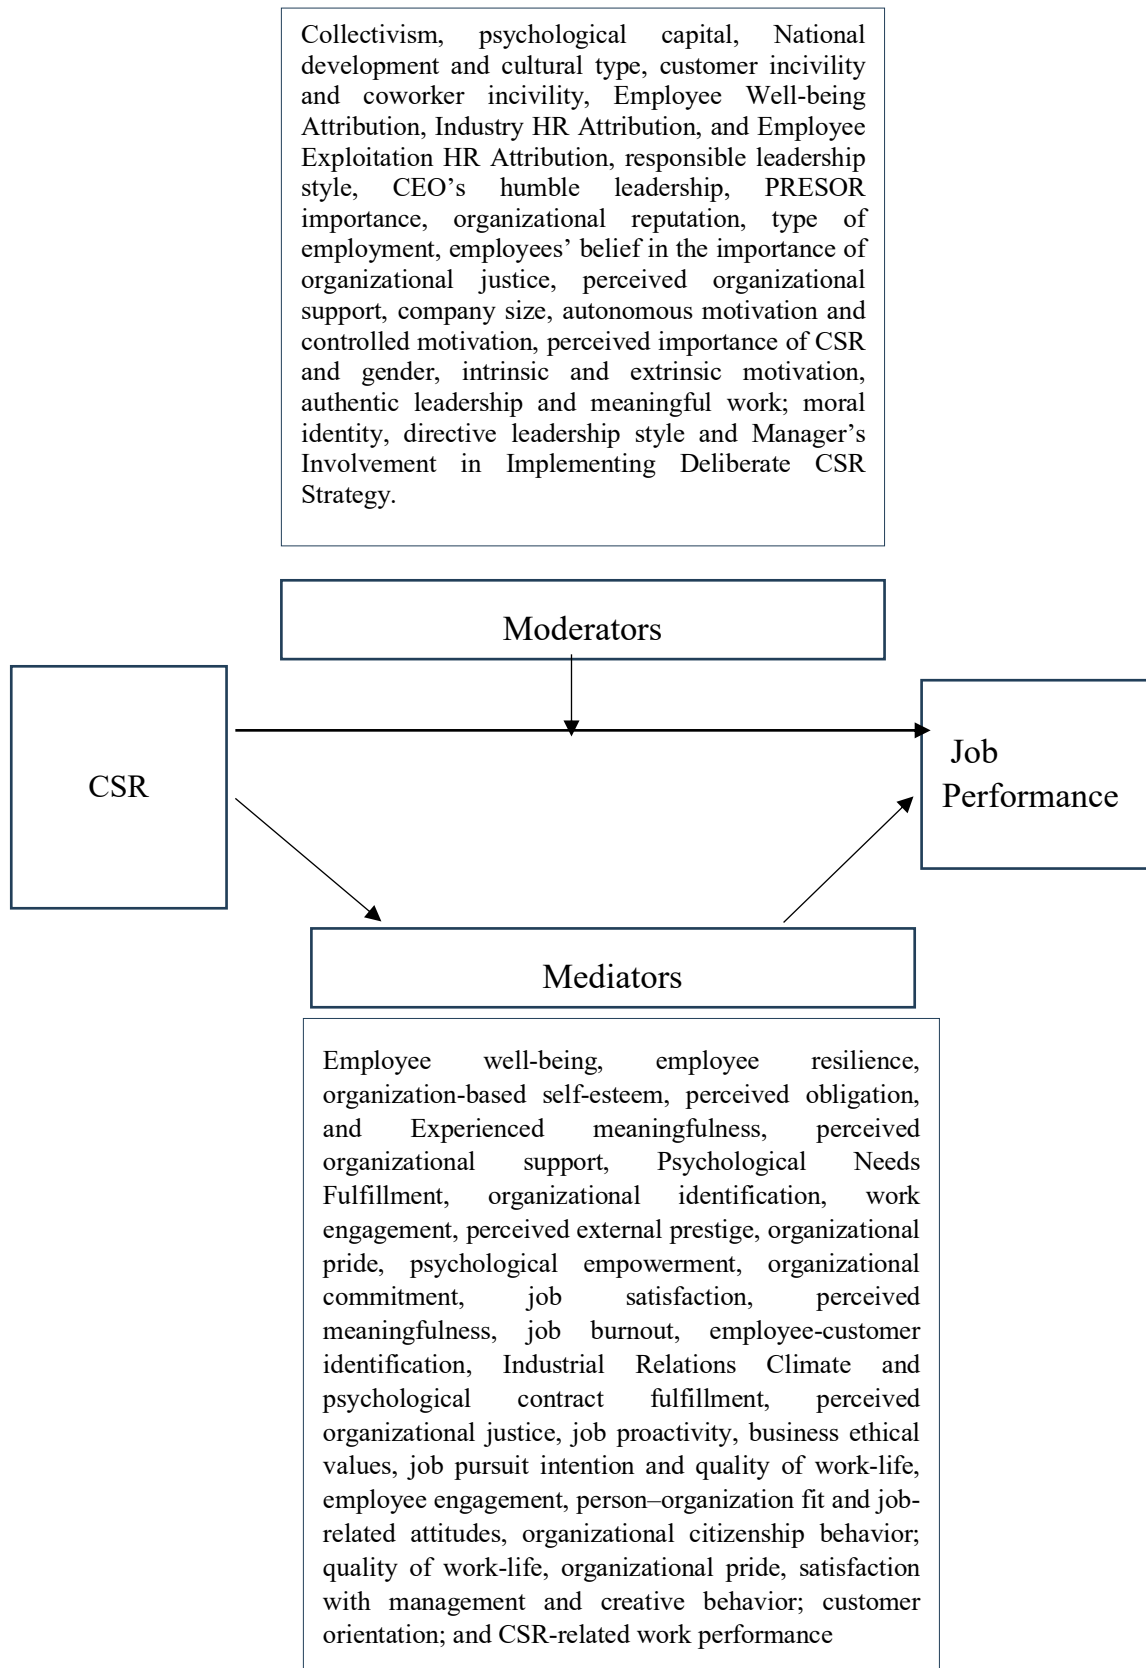 Collectivism, psychological capital, National
development and cultural type, customer incivility
and coworker incivility, Employee Well-being
Attribution, Industry HR Attribution, and Employee
Exploitation HR Attribution, responsible leadership
style, CEO’s humble leadership, PRESOR
importance, organizational reputation, type of
employment, employees’ belief in the importance of
organizational justice, perceived organizational
support, company size, autonomous motivation and
controlled motivation, perceived importance of CSR
and gender, intrinsic and extrinsic motivation,
authentic leadership and meaningful work; moral
identity, directive leadership style and Manager’s
Involvement in Implementing Deliberate CSR
Strategy.
Moderators
CSR
Job
Performance
Mediators
Employee well-being, employee resilience,
organization-based self-esteem, perceived obligation,
and Experienced meaningfulness, perceived
organizational support, Psychological Needs
Fulfillment, organizational identification, work
engagement, perceived external prestige, organizational
pride, psychological empowerment, organizational
commitment, job satisfaction, perceived
meaningfulness, job burnout, employee-customer
identification, Industrial Relations Climate and
psychological contract fulfillment, perceived
organizational justice, job proactivity, business ethical
values, job pursuit intention and quality of work-life,
employee engagement, person–organization fit and job-
related attitudes, organizational citizenship behavior;
quality of work-life, organizational pride, satisfaction
with management and creative behavior; customer
orientation; and CSR-related work performance